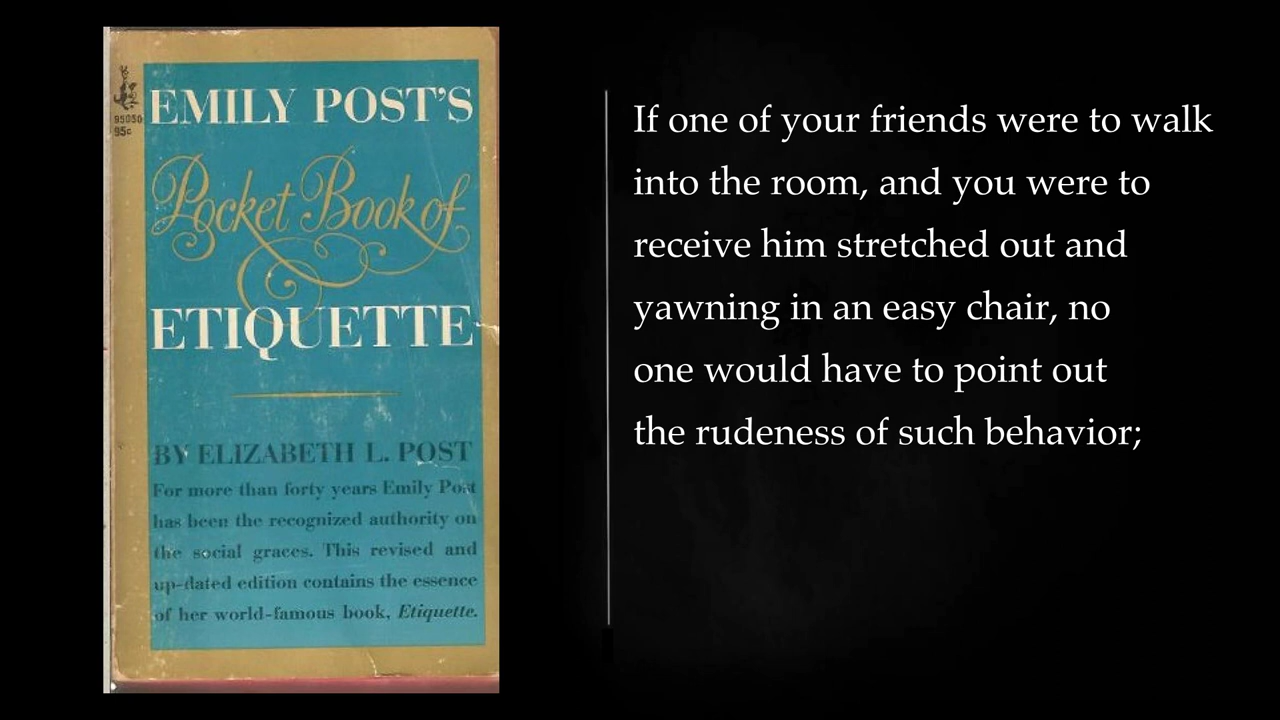 95050
95c
EMILY POST'S
Pocket Book of
ETIQUETTE
BY ELIZABETH L. POST
For more than forty years Emily Post
has been the recognized authority on
the social graces. This revised and
up-dated edition contains the essence
of her world-famous book, Etiquette.
If one of your friends were to walk
into the room, and you were to
receive him stretched out and
yawning in an easy chair, no
one would have to point out
the rudeness of such behavior;